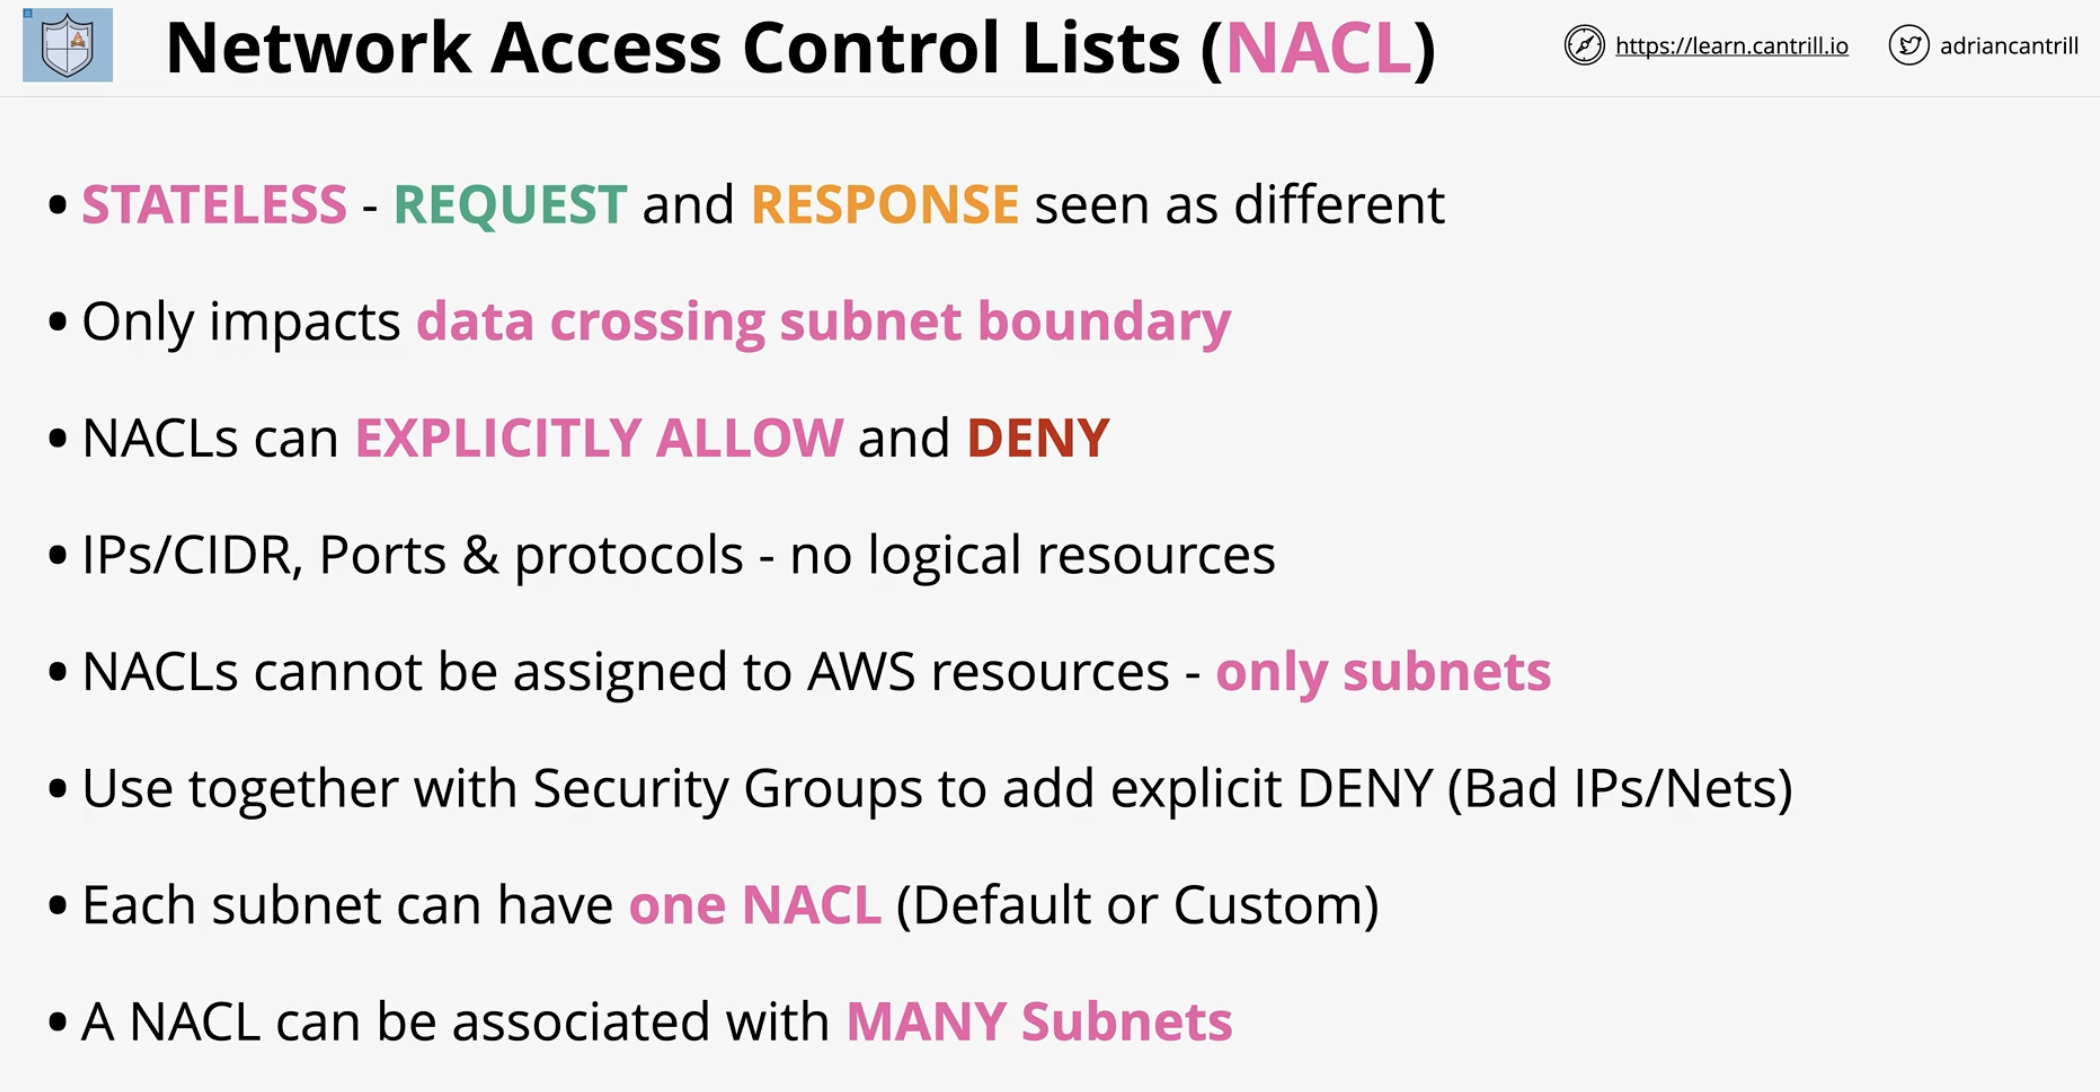 Network Access Control Lists (NACL)
https://learn.cantrill.io
adriancantrill
• STATELESS - REQUEST and RESPONSE seen as different
• Only impacts data crossing subnet boundary
• NACLs can EXPLICITLY ALLOW and DENY
• IPs/CIDR, Ports & protocols - no logical resources
• NACLs cannot be assigned to AWS resources - only subnets
• Use together with Security Groups to add explicit DENY (Bad IPs/Nets)
• Each subnet can have one NACL (Default or Custom)
• A NACL can be associated with MANY Subnets